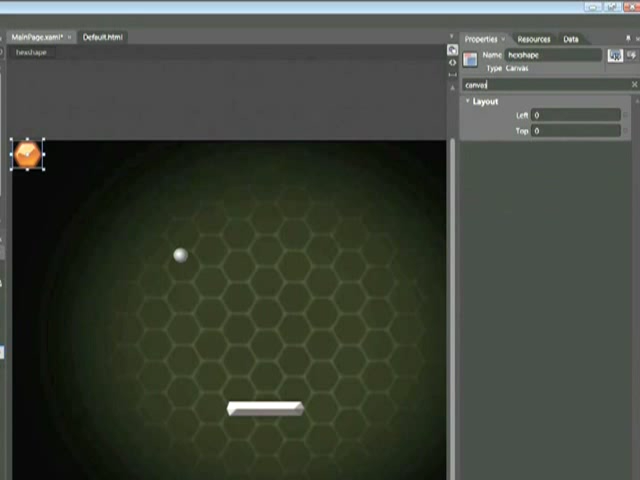 MainPage.xaml* × Default.html
hexshape
Properties × Resources Data
Name hexshape
Type Canvas
canvas
Layout
Left 0
Top 0